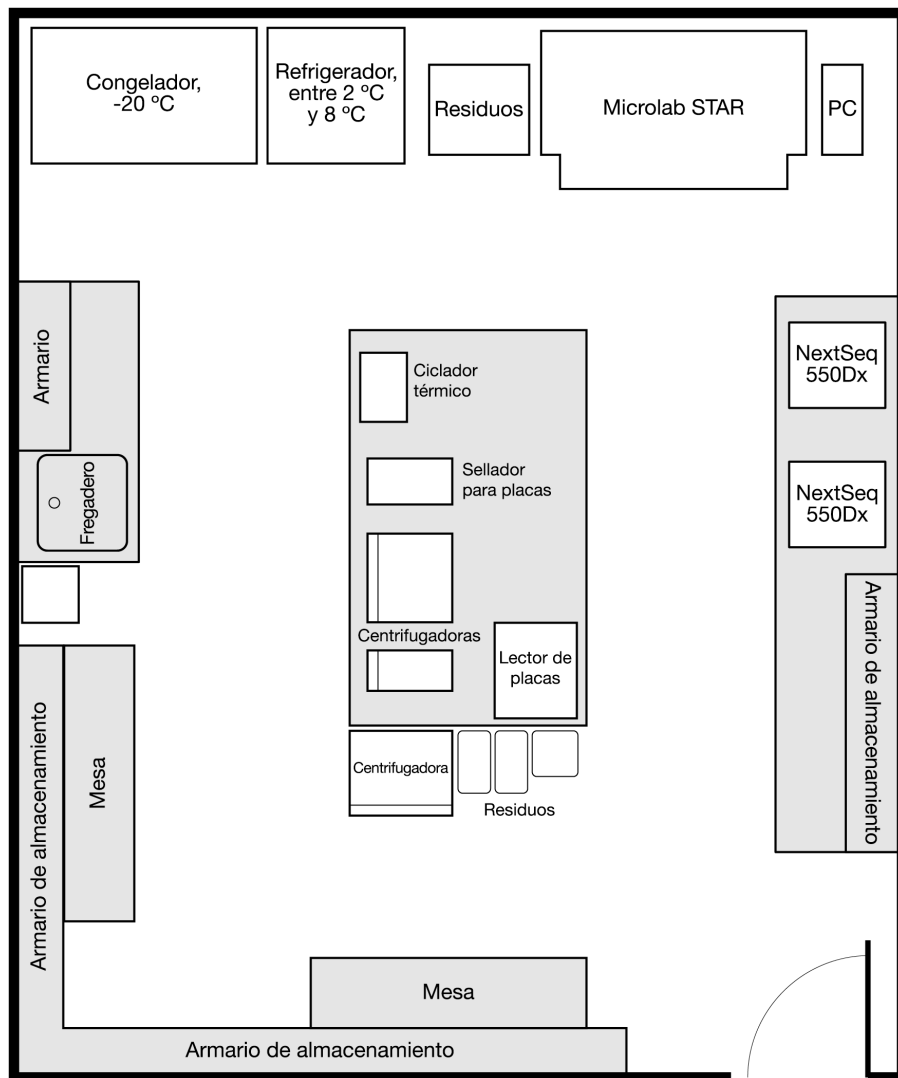 Congelador,
-20 ºC
Refrigerador,
entre 2 ºC
y 8 ºC
Residuos
Microlab STAR
PC
Armario
Fregadero
Ciclador
térmico
Sellador
para placas
Centrifugadoras
Lector de
placas
Centrifugadora
Residuos
NextSeq
550Dx
NextSeq
550Dx
Armario de almacenamiento
Armario de almacenamiento
Mesa
Mesa
Armario de almacenamiento